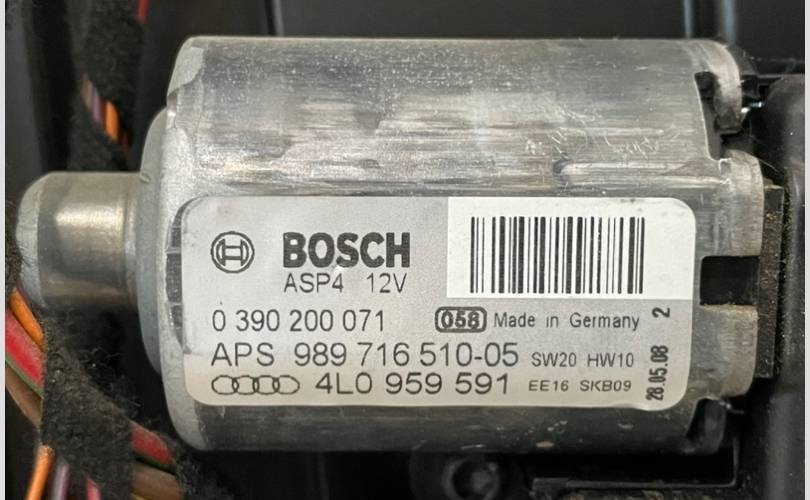 BOSCH
ASP4 12V
0 390 200 071 058 Made in Germany
APS 989 716 510-05 SW20 HW10
4L0 959 591 EE16 SKB09
28.05.08 2